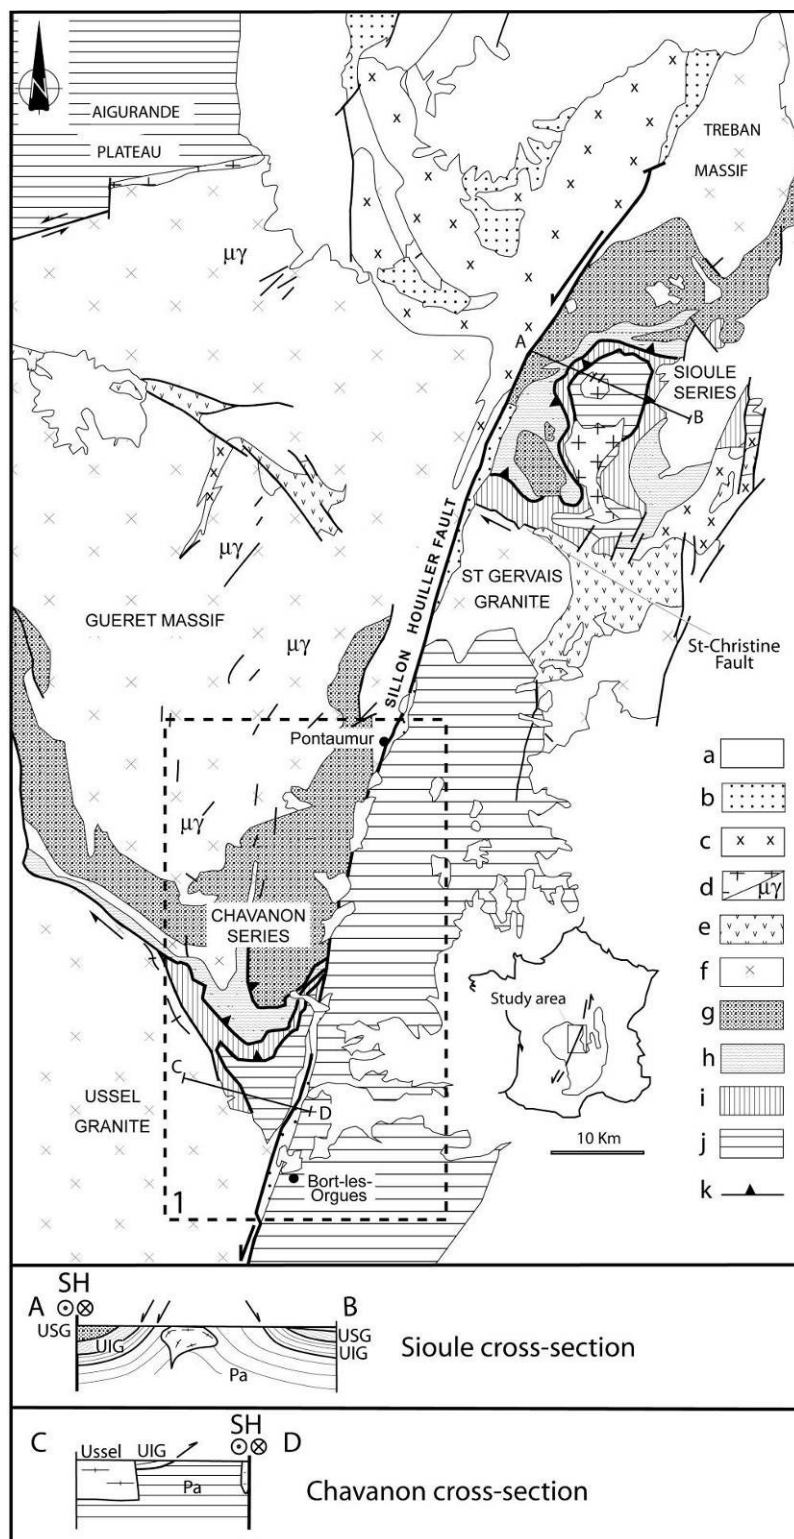 N
AIGURANDE
PLATEAU
TREBAN
MASSIF
μγ
A
SIOULE
SERIES
B
μγ
SILLON HOUILLER FAULT
ST GERVAIS
GRANITE
GUERET MASSIF
μγ
St-Christine
Fault
Pontaumur
μγ
CHAVANON
SERIES
a
b
c
d
μγ
e
f
g
h
i
j
k
Study area
10 Km
C
D
USSEL
GRANITE
Bort-les-
Orgues
1
SH
A
B
USG
UIG
Pa
USG
UIG
Sioule cross-section
SH
C
D
Ussel
UIG
Pa
Chavanon cross-section